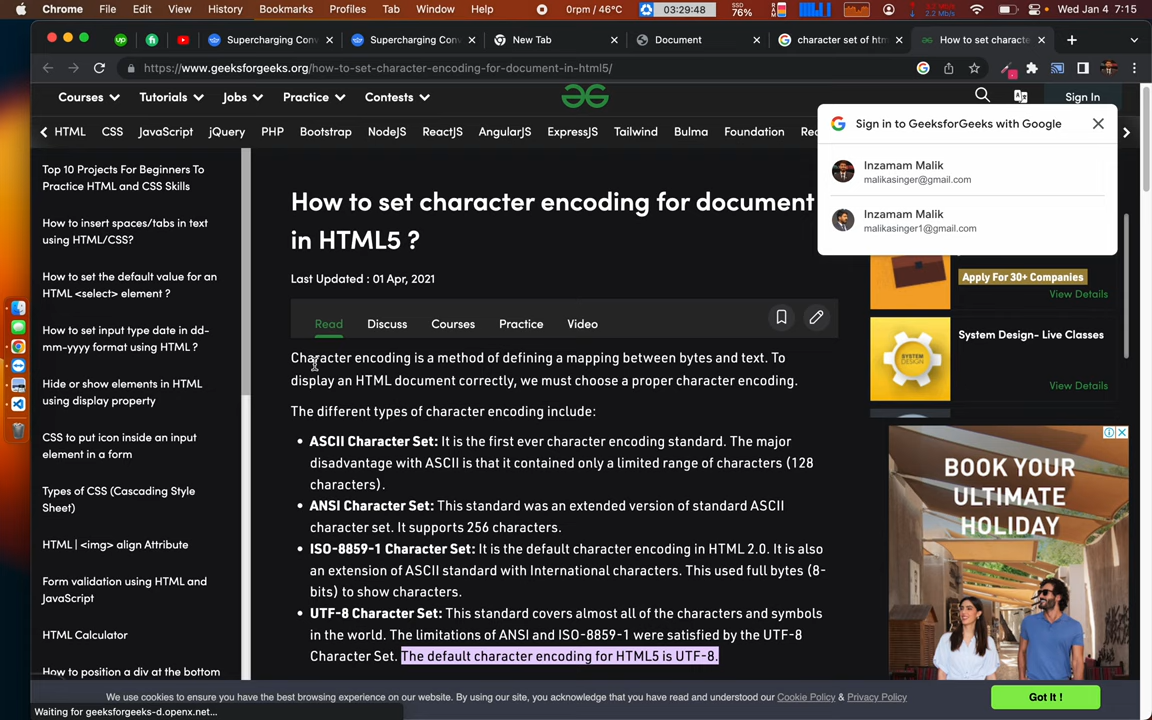 Chrome File Edit View History Bookmarks Profiles Tab Window Help 0rpm / 46°C 03:29:48 SSD 76% Wed Jan 4 7:15
Supercharging Con Supercharging Con New Tab Document character set of htm How to set characte
https://www.geeksforgeeks.org/how-to-set-character-encoding-for-document-in-html5/
Courses Tutorials Jobs Practice Contests Sign In
HTML CSS JavaScript jQuery PHP Bootstrap NodeJS ReactJS AngularJS ExpressJS Tailwind Bulma Foundation
Sign in to GeeksforGeeks with Google
Inzamam Malik
malikasinger@gmail.com
Inzamam Malik
malikasinger1@gmail.com
Top 10 Projects For Beginners To
Practice HTML and CSS Skills
How to insert spaces/tabs in text
using HTML/CSS?
How to set the default value for an
HTML <select> element ?
How to set input type date in dd-
mm-yyyy format using HTML ?
Hide or show elements in HTML
using display property
CSS to put icon inside an input
element in a form
Types of CSS (Cascading Style
Sheet)
HTML | <img> align Attribute
Form validation using HTML and
JavaScript
HTML Calculator
How to position a div at the bottom
How to set character encoding for document
in HTML5 ?
Last Updated : 01 Apr, 2021
Read Discuss Courses Practice Video
Character encoding is a method of defining a mapping between bytes and text. To
display an HTML document correctly, we must choose a proper character encoding.
The different types of character encoding include:
• ASCII Character Set: It is the first ever character encoding standard. The major
disadvantage with ASCII is that it contained only a limited range of characters (128
characters).
• ANSI Character Set: This standard was an extended version of standard ASCII
character set. It supports 256 characters.
• ISO-8859-1 Character Set: It is the default character encoding in HTML 2.0. It is also
an extension of ASCII standard with International characters. This used full bytes (8-
bits) to show characters.
• UTF-8 Character Set: This standard covers almost all of the characters and symbols
in the world. The limitations of ANSI and ISO-8859-1 were satisfied by the UTF-8
Character Set. The default character encoding for HTML5 is UTF-8.
Apply For 30+ Companies
View Details
System Design- Live Classes
View Details
BOOK YOUR
ULTIMATE
HOLIDAY
We use cookies to ensure you have the best browsing experience on our website. By using our site, you acknowledge that you have read and understood our Cookie Policy & Privacy Policy
Got It !
Waiting for geeksforgeeks-d.openx.net...